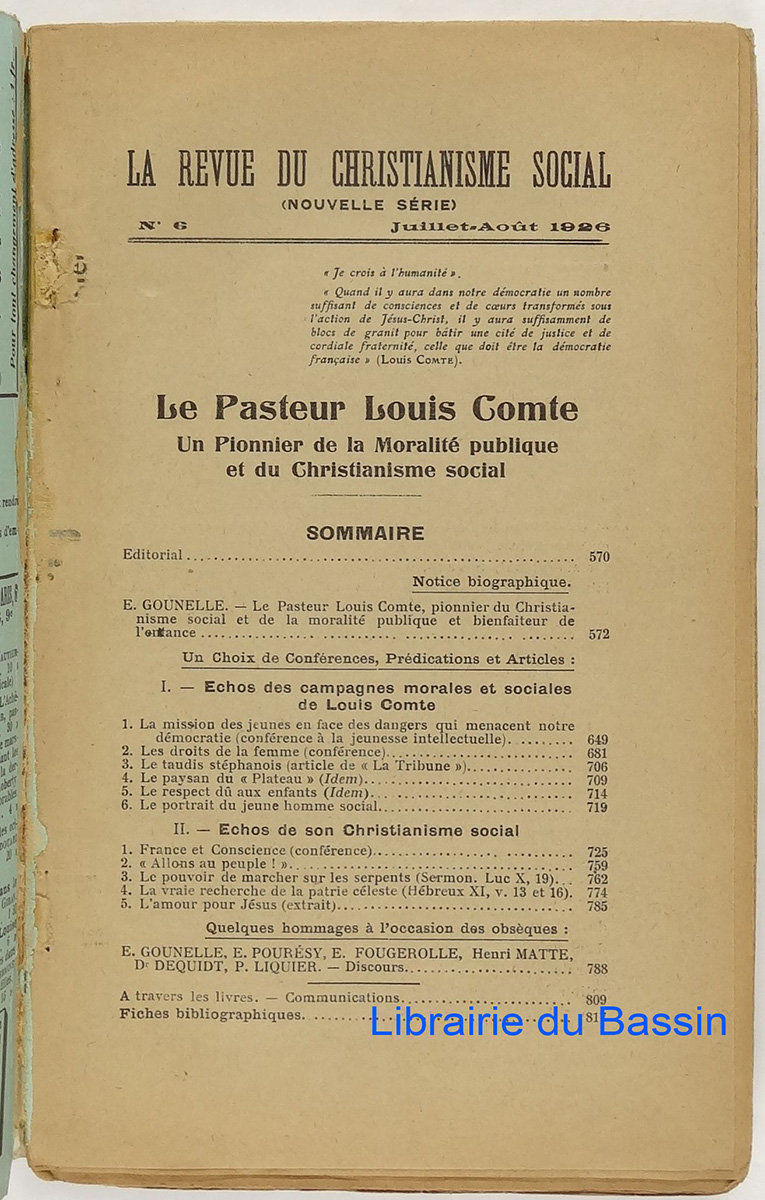 Pour tout changement d'adresse
LA REVUE DU CHRISTIANISME SOCIAL
(NOUVELLE SÉRIE)
N° 6 Juillet-Août 1926
« Je crois à l'humanité ».
« Quand il y aura dans notre démocratie un nombre
suffisant de consciences et de cœurs transformés sous
l'action de Jésus-Christ, il y aura suffisamment de
blocs de granit pour bâtir une cité de justice et de
cordiale fraternité, celle que doit être la démocratie
française » (Louis COMTE).
Le Pasteur Louis Comte
Un Pionnier de la Moralité publique
et du Christianisme social
SOMMAIRE
Editorial ........ 570
Notice biographique.
E. GOUNELLE. — Le Pasteur Louis Comte, pionnier du Christia-
nisme social et de la moralité publique et bienfaiteur de
........ 572
Un Choix de Conférences, Prédications et Articles :
I. — Echos des campagnes morales et sociales
de Louis Comte
1. La mission des jeunes en face des dangers qui menacent notre
démocratie (conférence à la jeunesse intellectuelle). ........ 649
2. Les droits de la femme (conférence)........ 681
3. Le taudis stéphanois (article de « La Tribune »)........ 706
4. Le paysan du « Plateau » (Idem)........ 709
5. Le respect dû aux enfants (Idem)........ 714
6. Le portrait du jeune homme social........ 719
II. — Echos de son Christianisme social
1. France et Conscience (conférence)........ 725
2. « Allons au peuple ! »........ 759
3. Le pouvoir de marcher sur les serpents (Sermon. Luc X, 19)... 762
4. La vraie recherche de la patrie céleste (Hébreux XI, v. 13 et 16). 774
5. L'amour pour Jésus (extrait)........ 785
Quelques hommages à l'occasion des obsèques :
E. GOUNELLE, E. POURÉSY, E. FOUGEROLLE, Henri MATTE,
Dr DEQUIDT, P. LIQUIER. — Discours........ 788
A travers les livres. — Communications........ 809
Fiches bibliographiques........
Librairie du Bassin